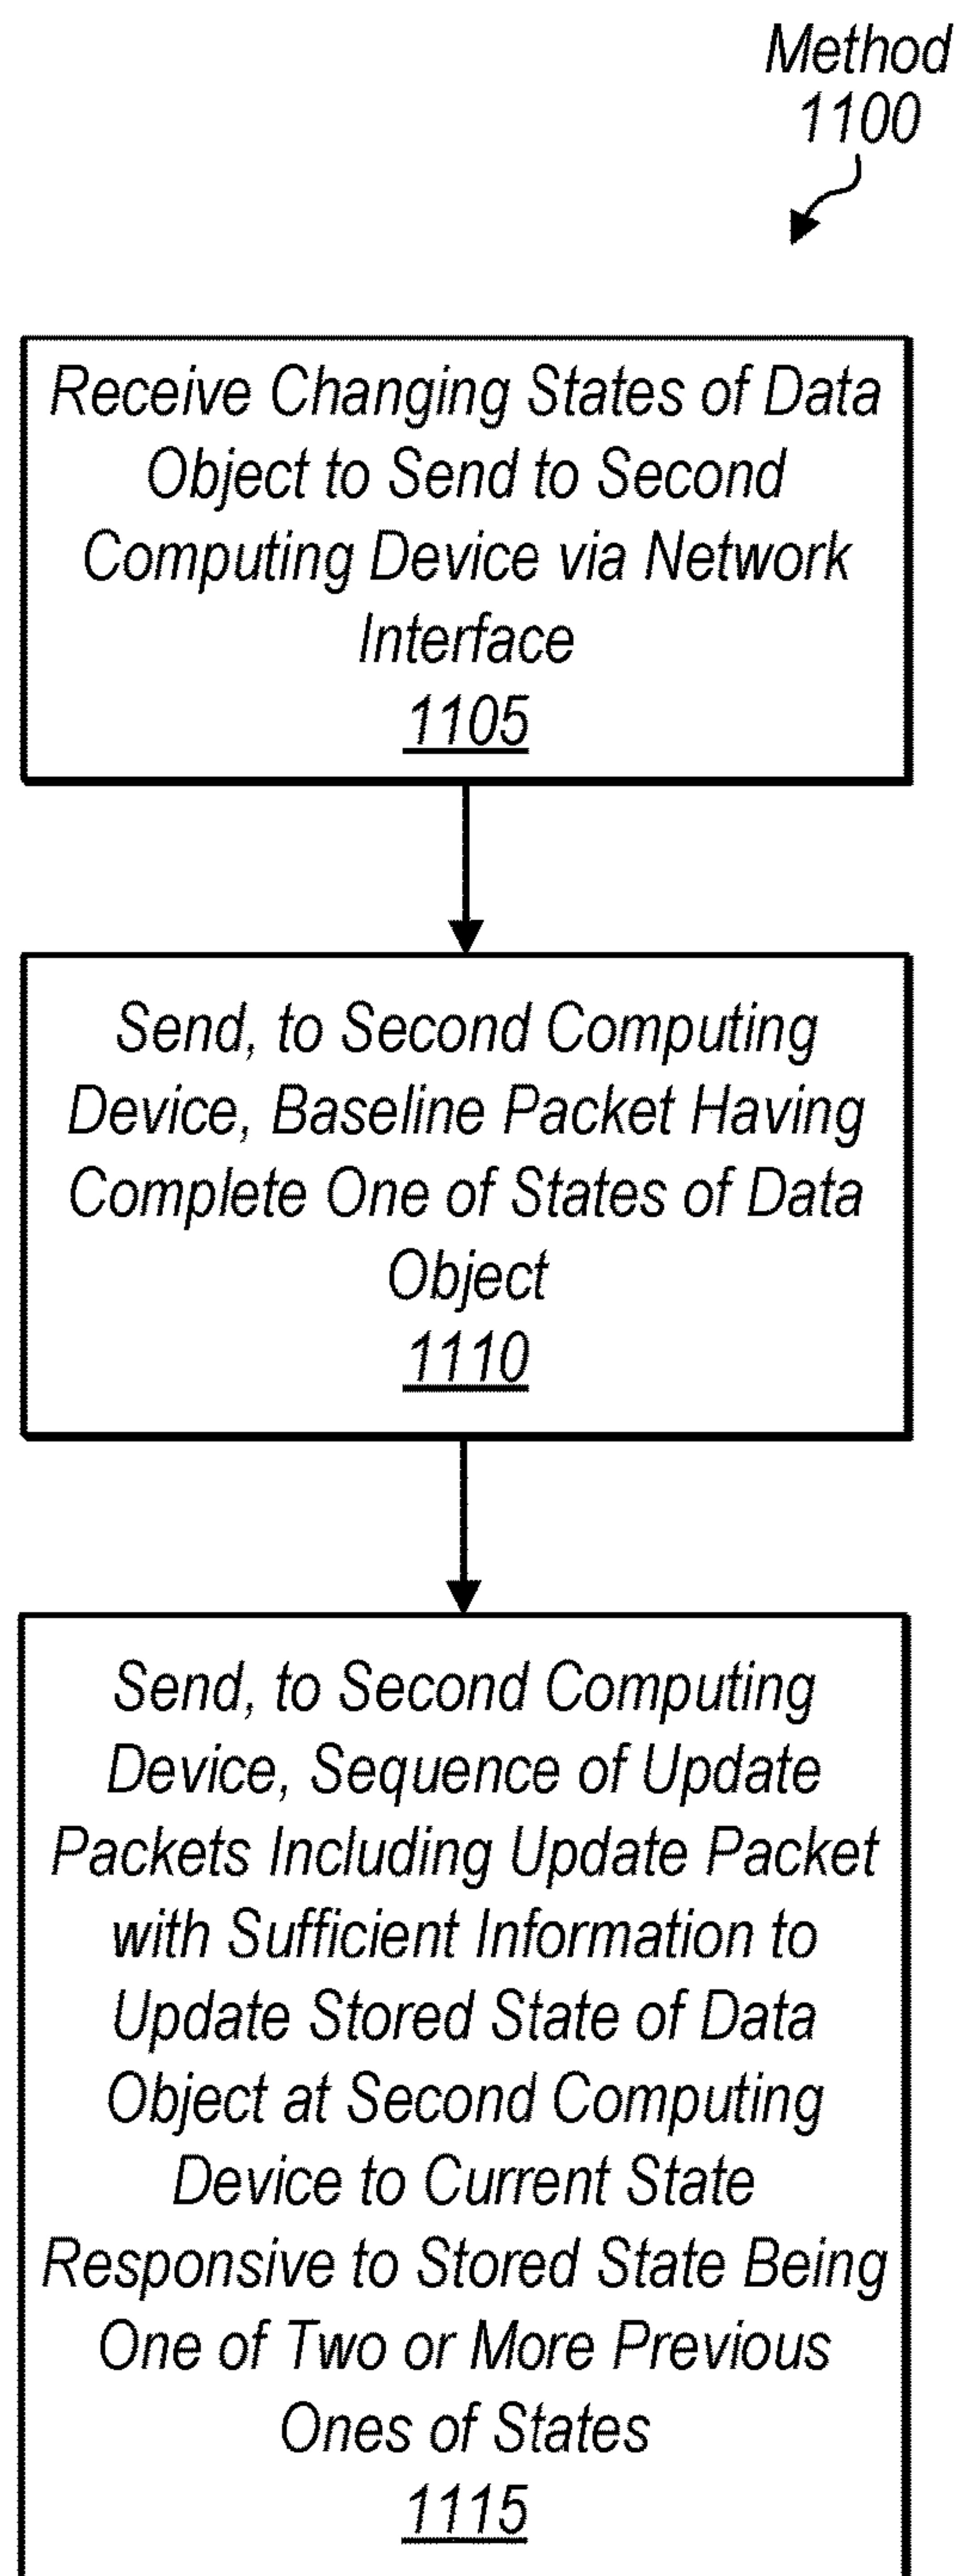 Method
1100
Receive Changing States of Data
Object to Send to Second
Computing Device via Network
Interface
1105
Send, to Second Computing
Device, Baseline Packet Having
Complete One of States of Data
Object
1110
Send, to Second Computing
Device, Sequence of Update
Packets Including Update Packet
with Sufficient Information to
Update Stored State of Data
Object at Second Computing
Device to Current State
Responsive to Stored State Being
One of Two or More Previous
Ones of States
1115